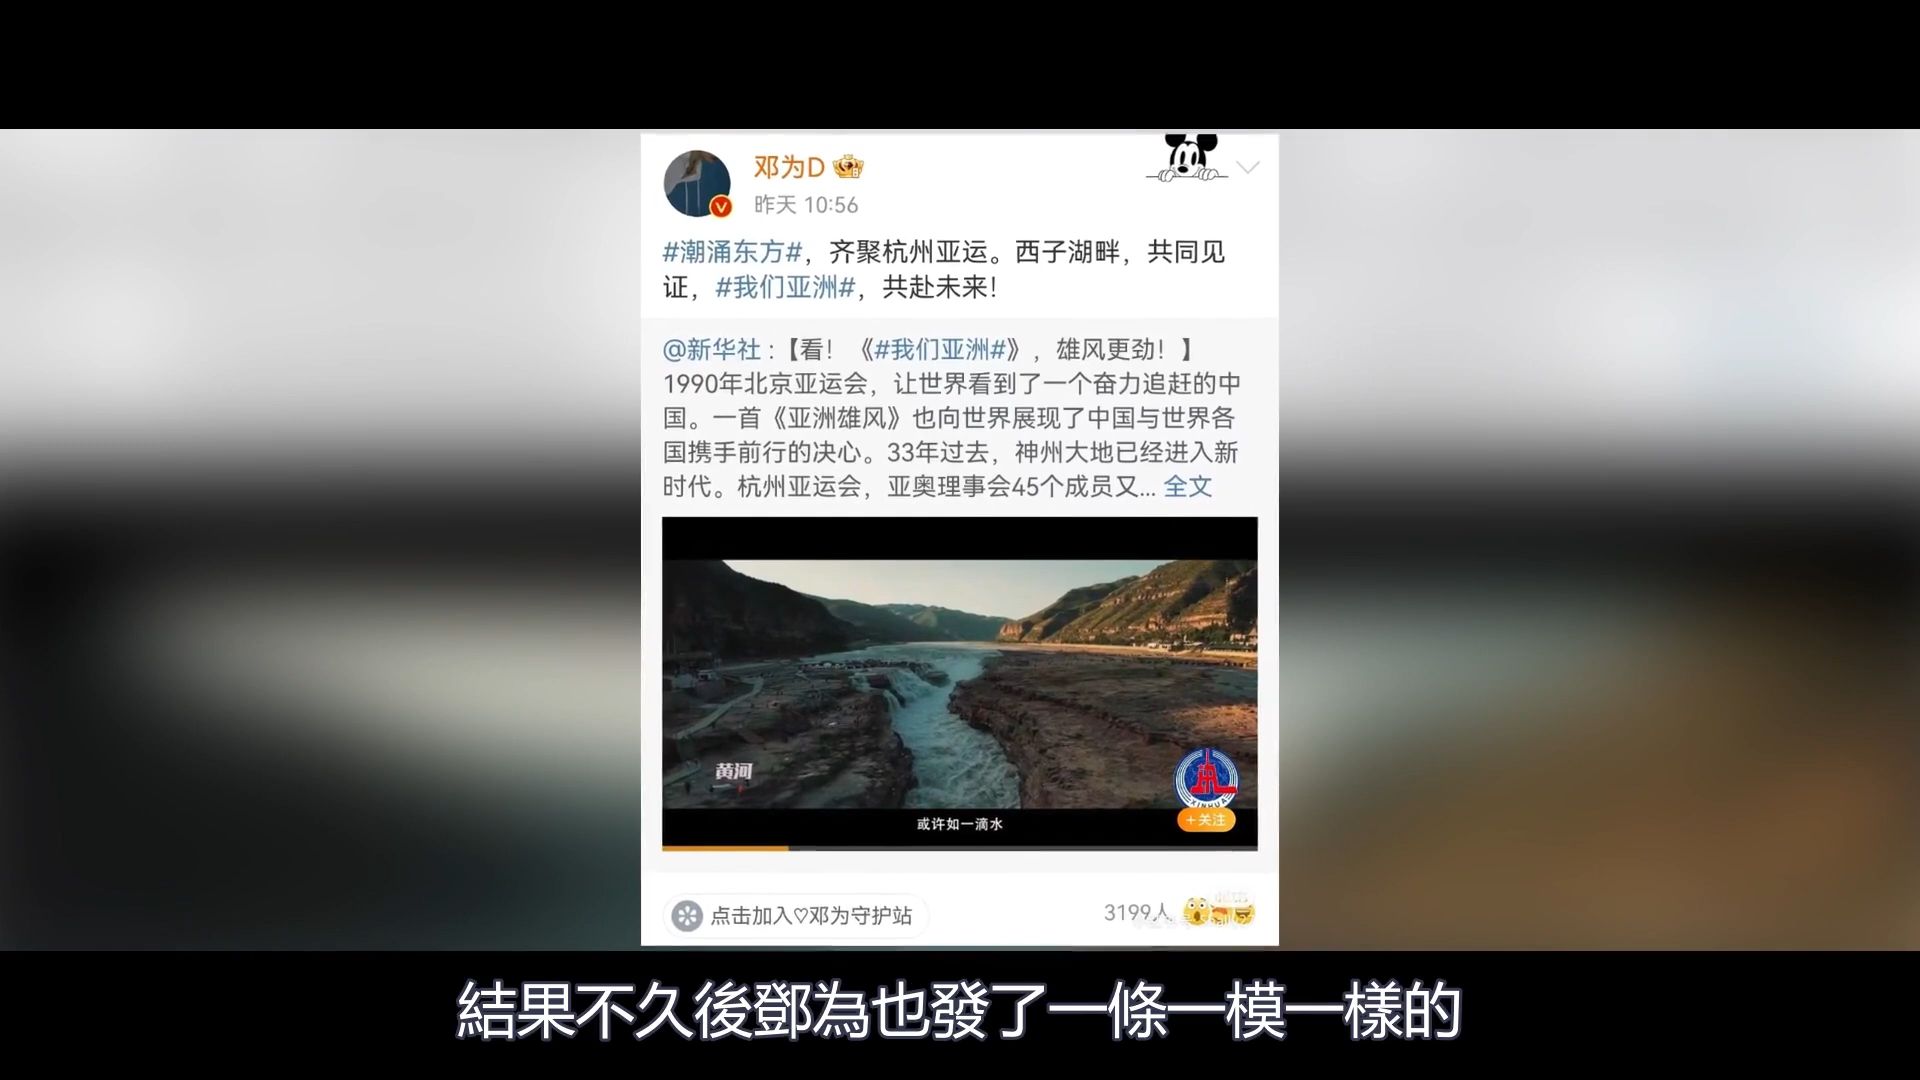 邓为D
昨天 10:56
#潮涌东方#，齐聚杭州亚运。西子湖畔，共同见
证，#我们亚洲#，共赴未来！
@新华社：【看！《#我们亚洲#》，雄风更劲！】
1990年北京亚运会，让世界看到了一个奋力追赶的中
国。一首《亚洲雄风》也向世界展现了中国与世界各
国携手前行的决心。33年过去，神州大地已经进入新
时代。杭州亚运会，亚奥理事会45个成员又... 全文
黄河
XINHUA
+关注
或许如一滴水
点击加入♡邓为守护站
3199人
結果不久後鄧為也發了一條一模一樣的